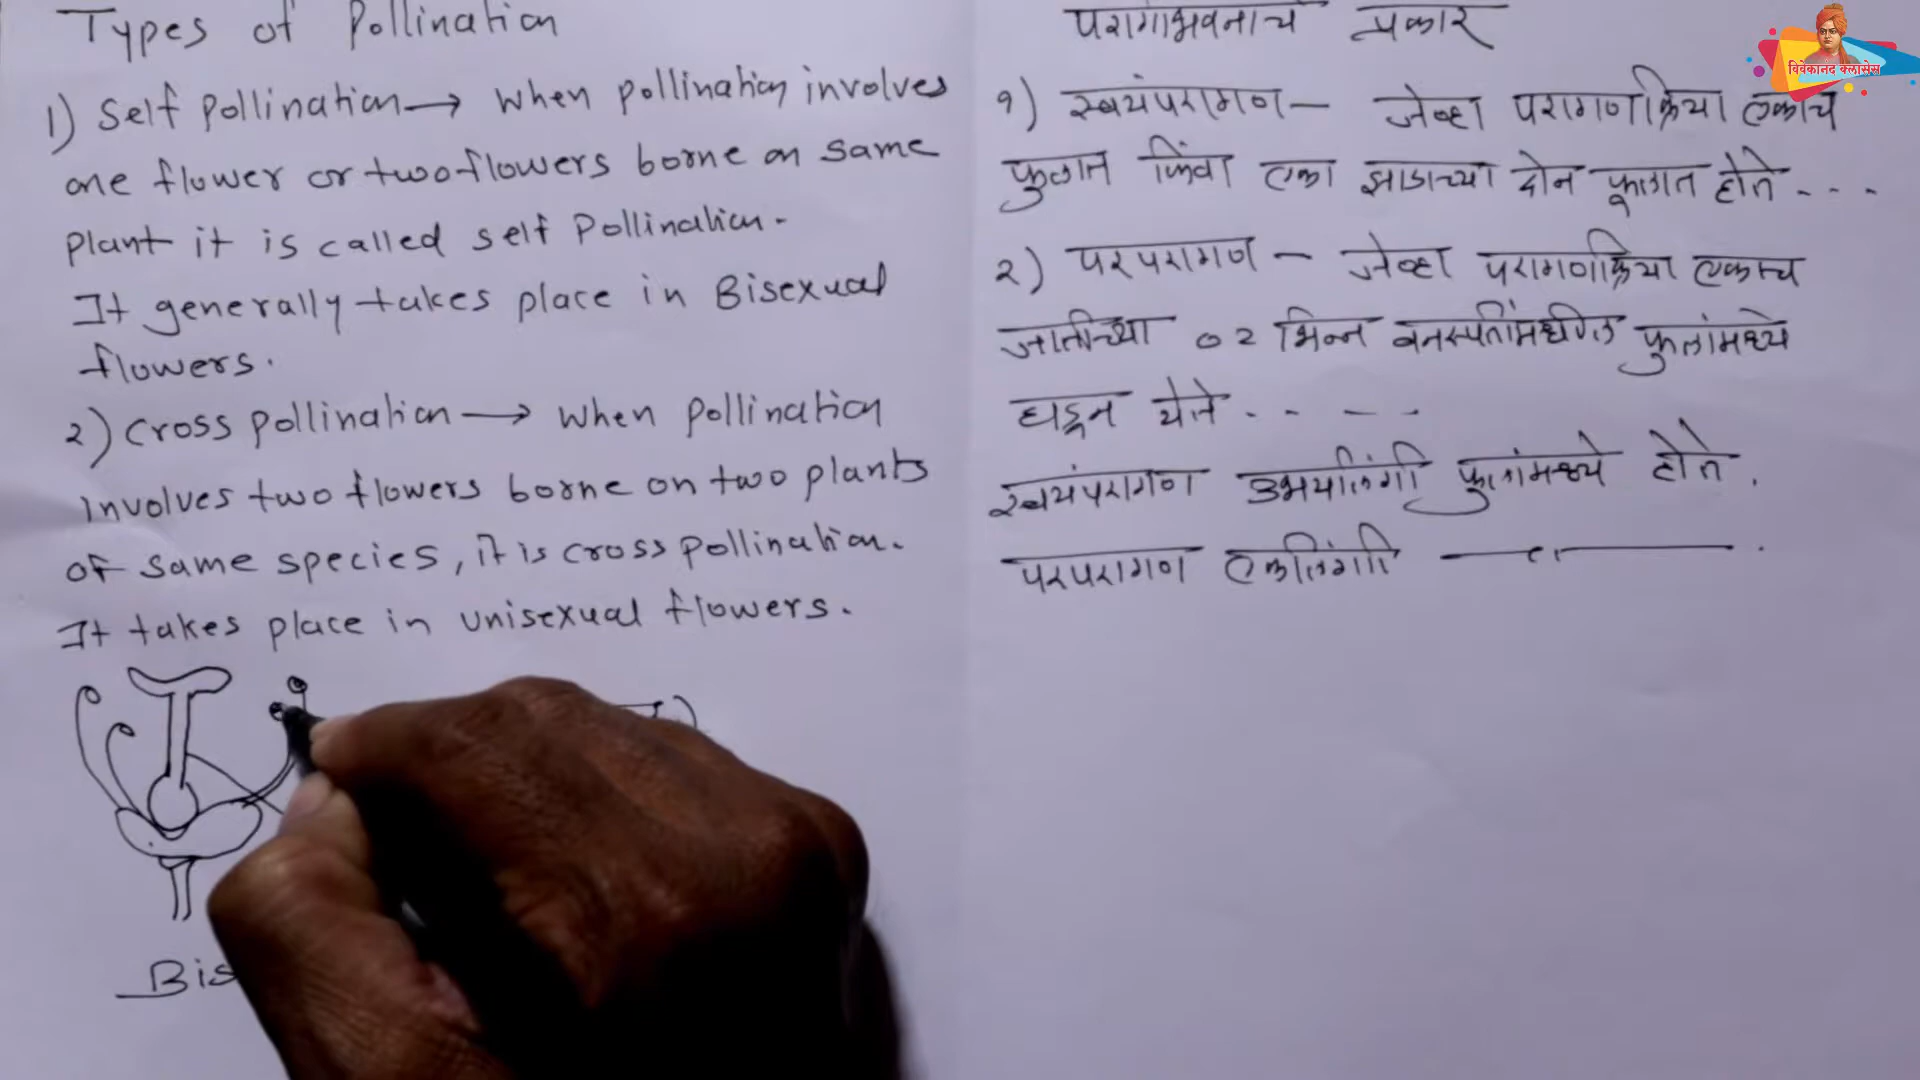 Types of Pollination
1) Self pollination → When pollination involves
one flower or two flowers borne on same
plant it is called self Pollination.
It generally takes place in Bisexual
flowers.
2) Cross pollination → When pollination
involves two flowers borne on two plants
of same species, it is cross pollination.
It takes place in unisexual flowers.
Bis
परागीभवनाचे प्रकार
१) स्वयंपरागण – जेव्हा परागणक्रिया एकाच
फुलात किंवा एका झाडाच्या दोन फूलात होते - - -
२) परपरागण – जेव्हा परागणक्रिया एकाच
जातीच्या ०२ भिन्न वनस्पतींमधील फुलांमध्ये
घडून येते - - - -
स्वयंपरागण उभयलिंगी फुलांमध्ये होते.
परपरागण एकलिंगी —〃— .
विवेकानंद क्लासेस